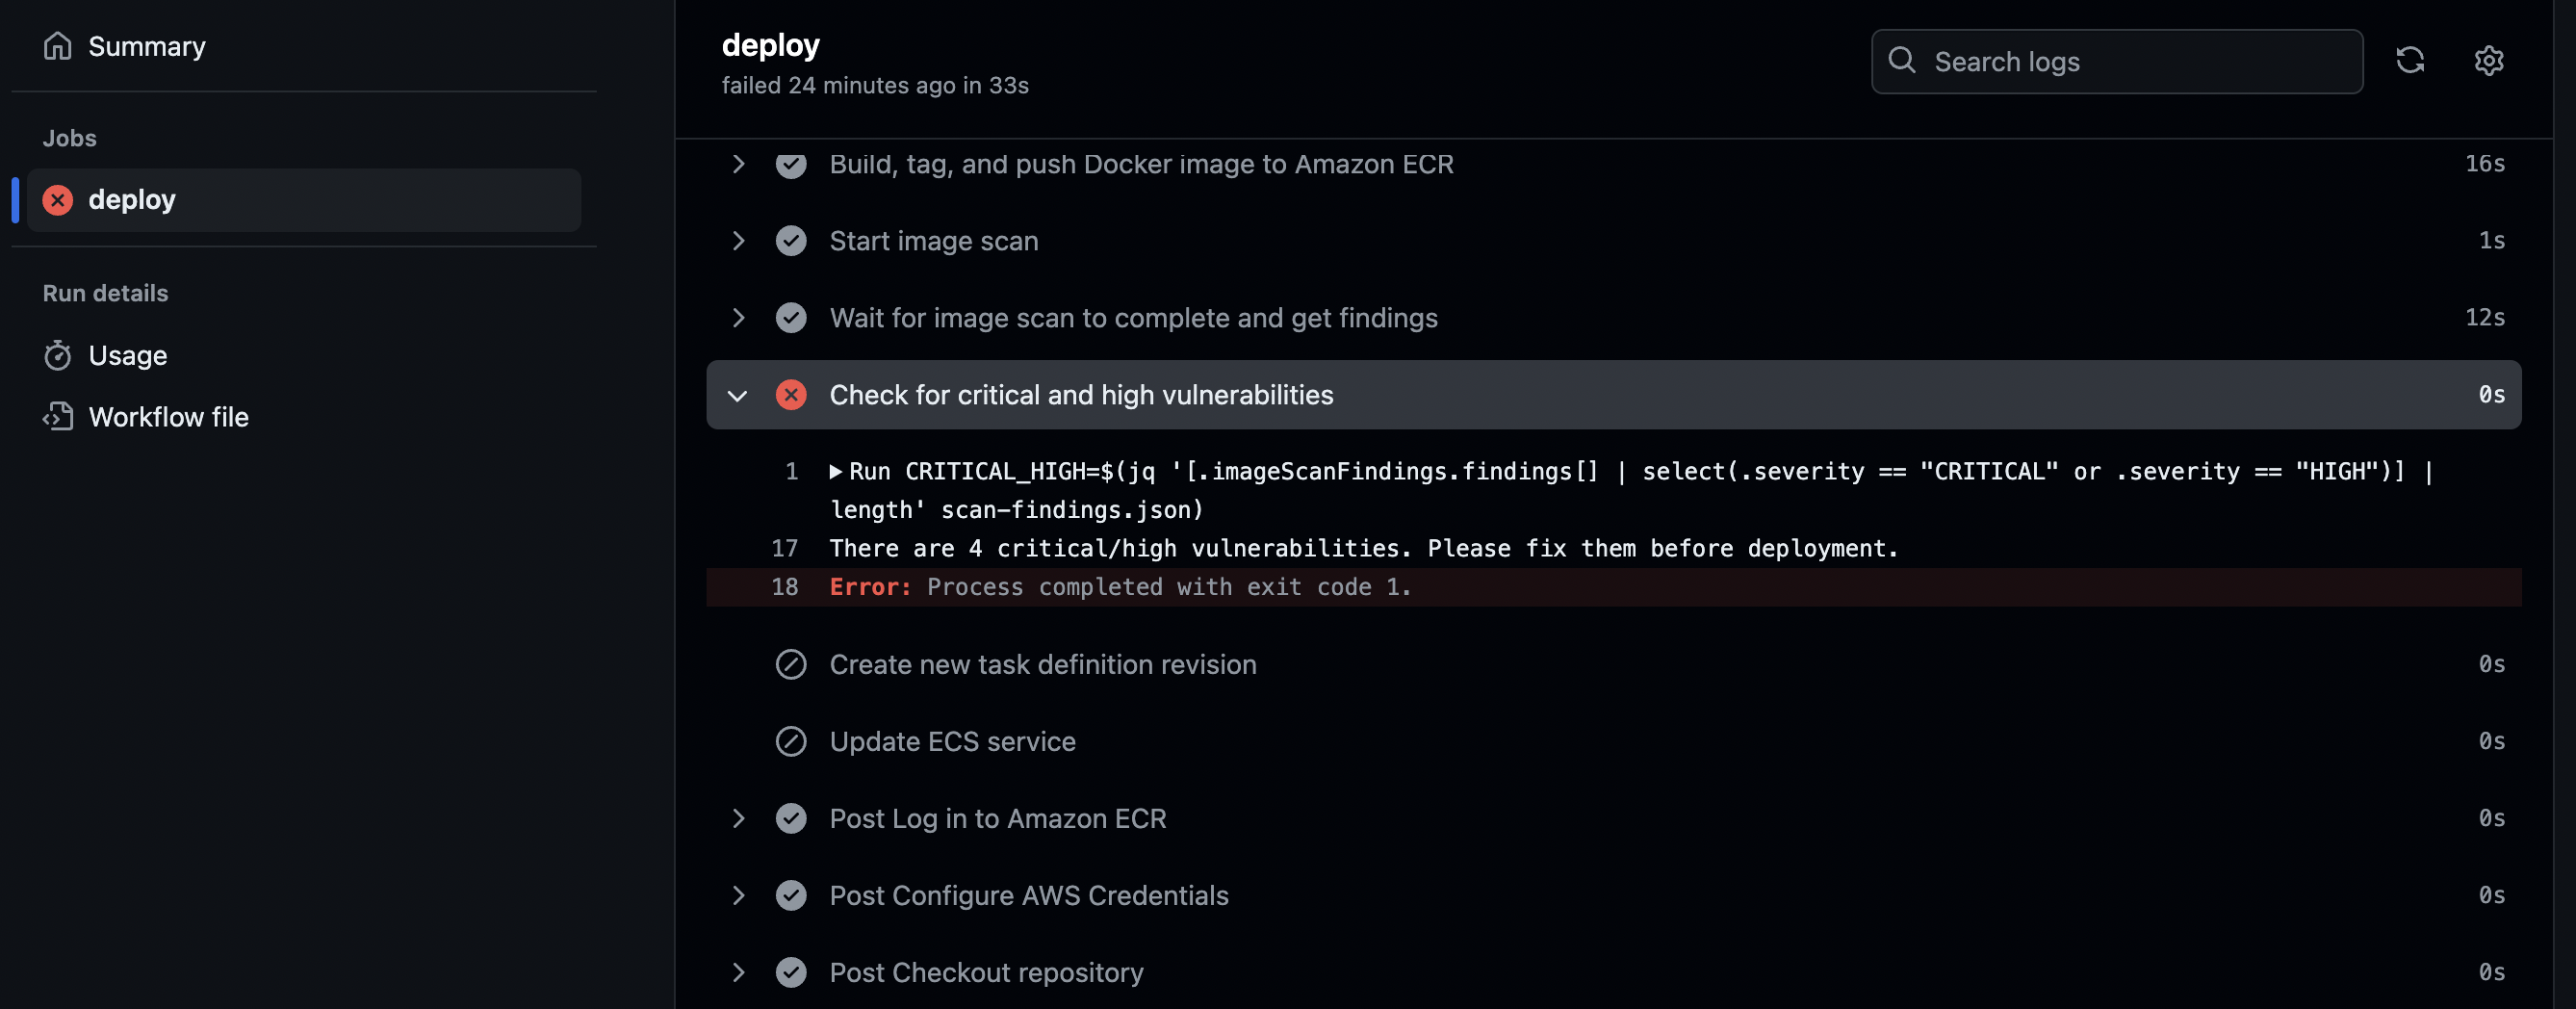 Summary
Jobs
deploy
Run details
Usage
Workflow file
deploy
failed 24 minutes ago in 33s
Search logs
Build, tag, and push Docker image to Amazon ECR 16s
Start image scan 1s
Wait for image scan to complete and get findings 12s
Check for critical and high vulnerabilities 0s
1 Run CRITICAL_HIGH=$(jq '[.imageScanFindings.findings[] | select(.severity == "CRITICAL" or .severity == "HIGH")] |
length' scan-findings.json)
17 There are 4 critical/high vulnerabilities. Please fix them before deployment.
18 Error: Process completed with exit code 1.
Create new task definition revision 0s
Update ECS service 0s
Post Log in to Amazon ECR 0s
Post Configure AWS Credentials 0s
Post Checkout repository 0s